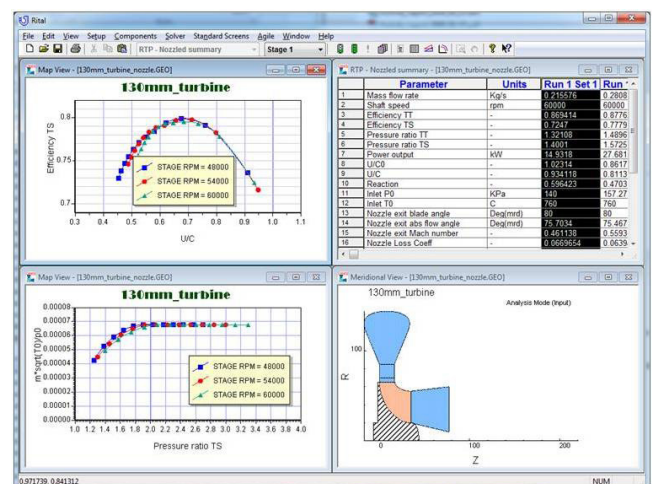 Rital
File Edit View Setup Components Solver Standard Screens Agile Window Help
RTP - Nozzled summary Stage 1
Map View - [130mm_turbine_nozzle.GEO]
130mm_turbine
Efficiency TS
0.8
0.75
0.7
STAGE RPM = 48000
STAGE RPM = 54000
STAGE RPM = 60000
0.3 0.4 0.5 0.6 0.7 0.8 0.9 1.0 1.1
U/C
RTP - Nozzled summary - [130mm_turbine_nozzle.GEO]
Parameter Units Run 1 Set 1 Run
1 Mass flow rate Kg/s 0.215576 0.2808
2 Shaft speed rpm 60000 60000
3 Efficiency TT - 0.869414 0.8776
4 Efficiency TS - 0.7247 0.7779
5 Pressure ratio TT - 1.32108 1.4896
6 Pressure ratio TS - 1.4001 1.5725
7 Power output kW 14.9318 27.681
8 U/C0 - 1.02314 0.8617
9 U/C - 0.934118 0.8113
10 Reaction - 0.596423 0.4703
11 Inlet P0 KPa 140 157.27
12 Inlet T0 C 760 760
13 Nozzle exit blade angle Deg(mrd) 80 80
14 Nozzle exit abs flow angle Deg(mrd) 75.7034 75.467
15 Nozzle exit Mach number - 0.461138 0.5593
16 Nozzle Loss Coeff - 0.0669654 0.0639
Map View - [130mm_turbine_nozzle.GEO]
130mm_turbine
m*sqrt(T0)/p0
0.00008
0.00007
0.00006
0.00005
0.00004
0.00003
0.00002
0.00001
0.00000
STAGE RPM = 48000
STAGE RPM = 54000
STAGE RPM = 60000
1.0 1.2 1.4 1.6 1.8 2.0 2.2 2.4 2.6 2.8 3.0 3.2 3.4 3.6 3.8 4.0
Pressure ratio TS
Meridional View - [130mm_turbine_nozzle.GEO]
130mm_turbine
Analysis Mode (Input)
R
100
0 100 200
Z
0.971739, 0.841312 NUM